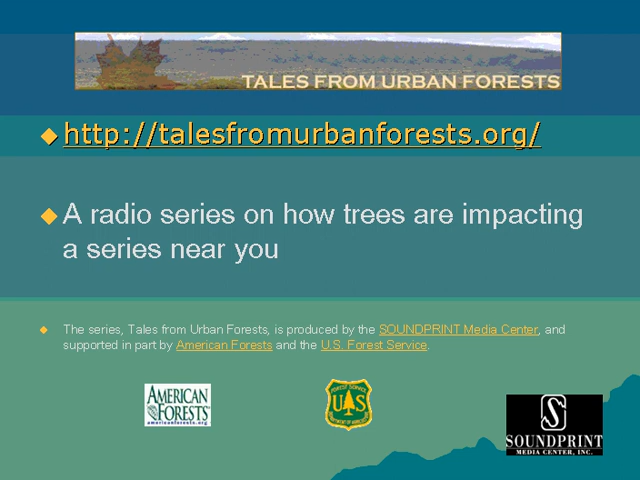 TALES FROM URBAN FORESTS
http://talesfromurbanforests.org/
A radio series on how trees are impacting
a series near you
The series, Tales from Urban Forests, is produced by the SOUNDPRINT Media Center, and
supported in part by American Forests and the U.S. Forest Service.
AMERICAN
FORESTS
americanforests.org
FOREST SERVICE
U S
DEPARTMENT OF AGRICULTURE
S
SOUNDPRINT
MEDIA CENTER, INC.